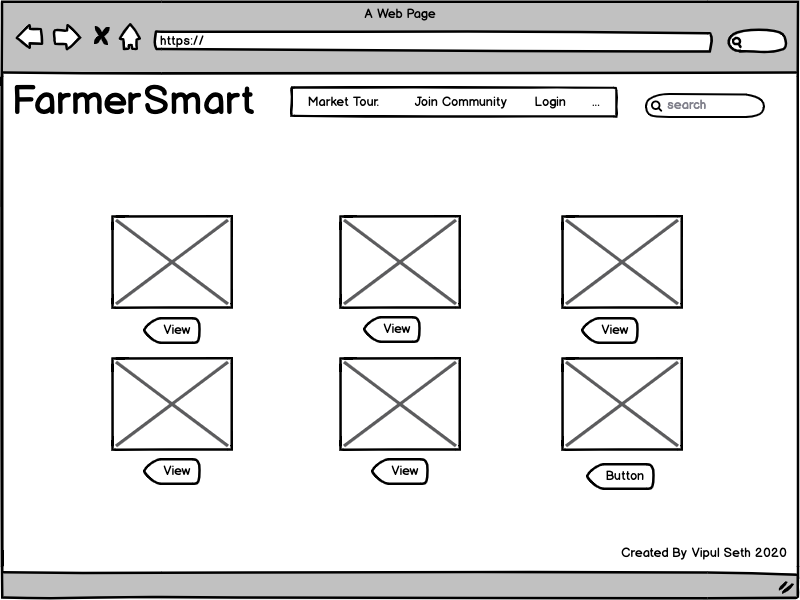 A Web Page
https://
FarmerSmart
Market Tour. Join Community Login ...
search
View View View
View View Button
Created By Vipul Seth 2020